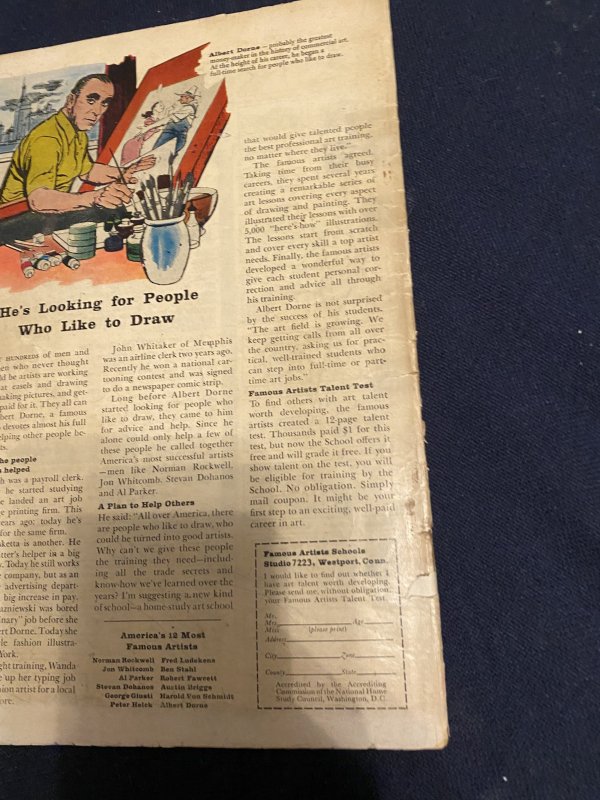 Albert Dorne — probably the greatest
money-maker in the history of commercial art.
At the height of his career, he began a
full-time search for people who like to draw.
He's Looking for People
Who Like to Draw
HUNDREDS of men and
en who never thought
ld be artists are working
at easels and drawing
aking pictures, and get-
paid for it. They all can
bert Dorne, a famous
devotes almost his full
elping other people be-
ts.
he people
helped
h was a payroll clerk.
he started studying
e landed an art job
e printing firm. This
ears ago; today he's
for the same firm.
sketta is another. He
tter's helper in a big
. Today he still works
e company, but as an
advertising depart-
big increase in pay.
uzniewski was bored
inary" job before she
ert Dorne. Today she
le fashion illustra-
York.
ght training, Wanda
e up her typing job
ion artist for a local
ore.
John Whitaker of Memphis
was an airline clerk two years ago.
Recently he won a national car-
tooning contest and was signed
to do a newspaper comic strip.
Long before Albert Dorne
started looking for people who
like to draw, they came to him
for advice and help. Since he
alone could only help a few of
these people he called together
America's most successful artists
—men like Norman Rockwell,
Jon Whitcomb, Stevan Dohanos
and Al Parker.
A Plan to Help Others
He said: "All over America, there
are people who like to draw, who
could be turned into good artists.
Why can't we give these people
the training they need—includ-
ing all the trade secrets and
know-how we've learned over the
years? I'm suggesting a new kind
of school—a home study art school
America's 12 Most
Famous Artists
Norman Rockwell Fred Ludekens
Jon Whitcomb Ben Stahl
Al Parker Robert Fawcett
Stevan Dohanos Austin Briggs
George Giusti Harold Von Schmidt
Peter Helck Albert Dorne
that would give talented people
the best professional art training,
no matter where they live."
The famous artists agreed.
Taking time from their busy
careers, they spent several years
creating a remarkable series of
art lessons covering every aspect
of drawing and painting. They
illustrated their lessons with over
5,000 "here's-how" illustrations.
The lessons start from scratch
and cover every skill a top artist
needs. Finally, the famous artists
developed a wonderful way to
give each student personal cor-
rection and advice all through
his training.
Albert Dorne is not surprised
by the success of his students.
"The art field is growing. We
keep getting calls from all over
the country, asking us for prac-
tical, well-trained students who
can step into full-time or part-
time art jobs."
Famous Artists Talent Test
To find others with art talent
worth developing, the famous
artists created a 12-page talent
test. Thousands paid $1 for this
test, but now the School offers it
free and will grade it free. If you
show talent on the test, you will
be eligible for training by the
School. No obligation. Simply
mail coupon. It might be your
first step to an exciting, well-paid
career in art.
Famous Artists Schools
Studio 7223, Westport, Conn.
I would like to find out whether I
have art talent worth developing.
Please send me, without obligation,
your Famous Artists Talent Test.
Mr.
Mrs. Age
Miss (please print)
Address
City Zone
County State
Accredited by the Accrediting
Commission of the National Home
Study Council, Washington, D.C.